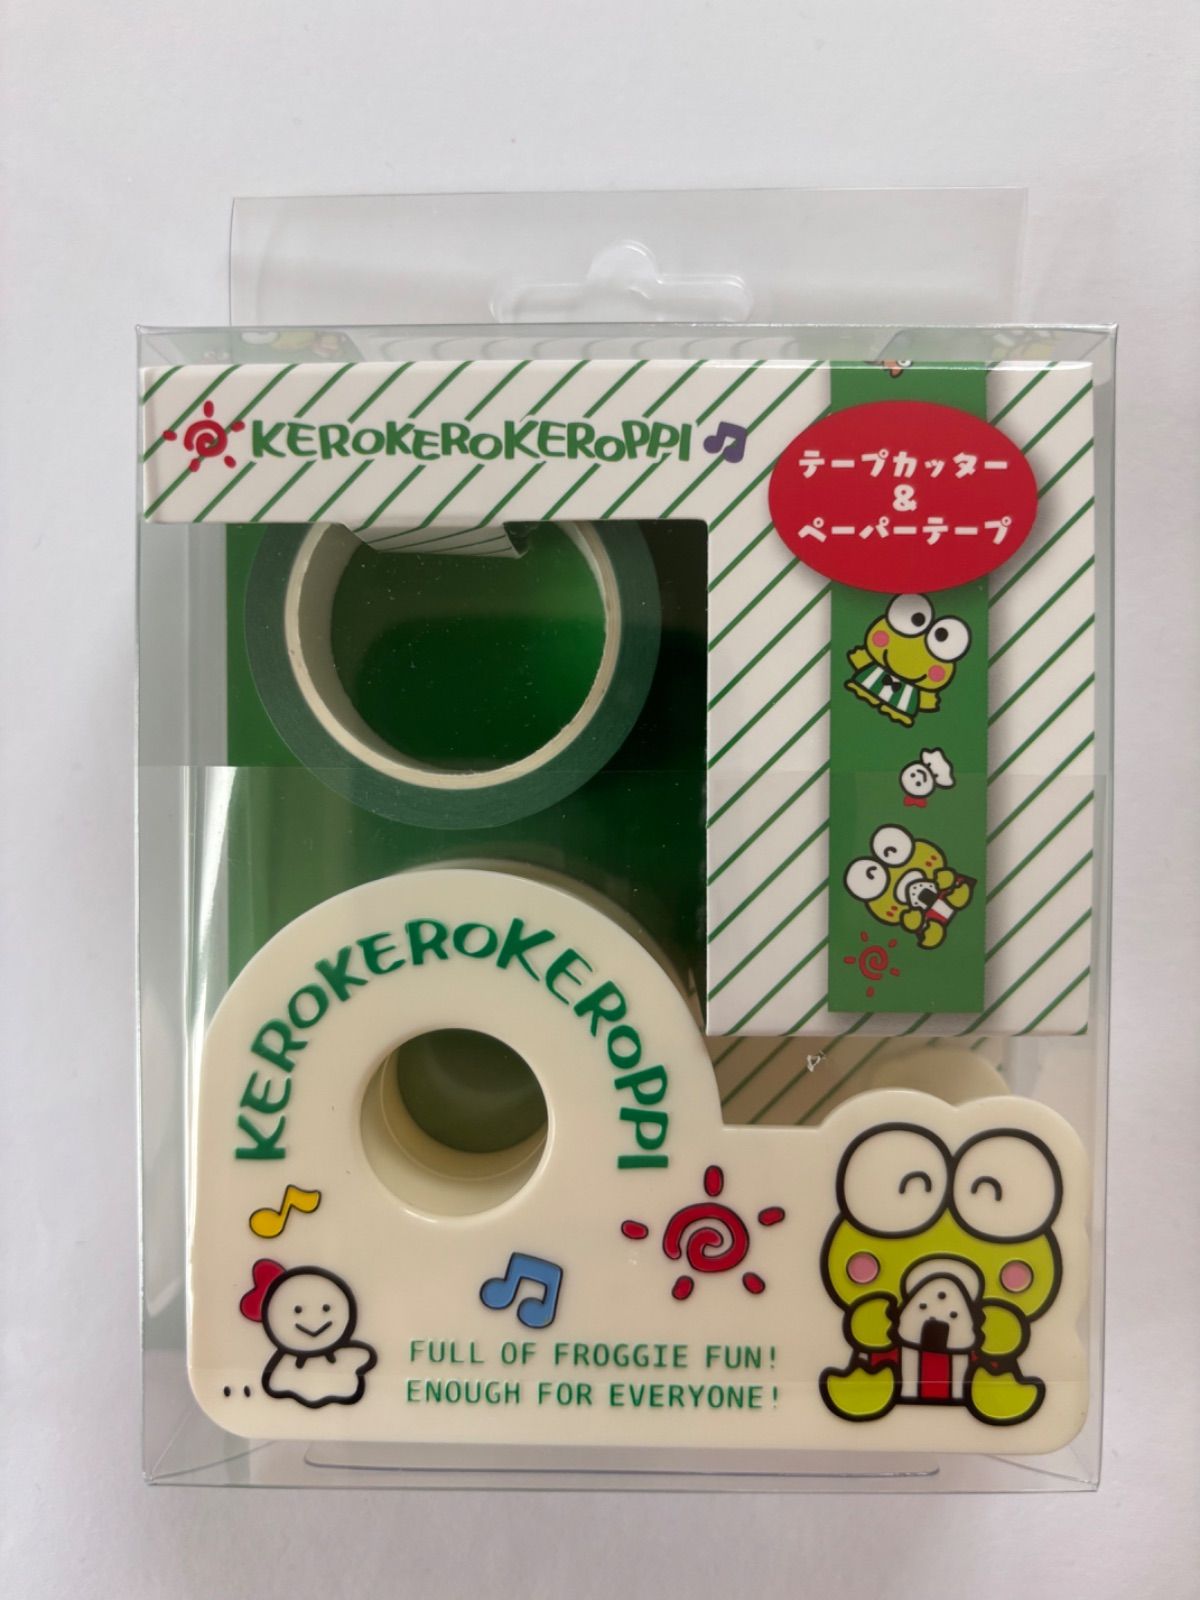 KEROKEROKEROPPI
テープカッター
&
ペーパーテープ
KEROKEROKEROPPI
FULL OF FROGGIE FUN!
ENOUGH FOR EVERYONE!